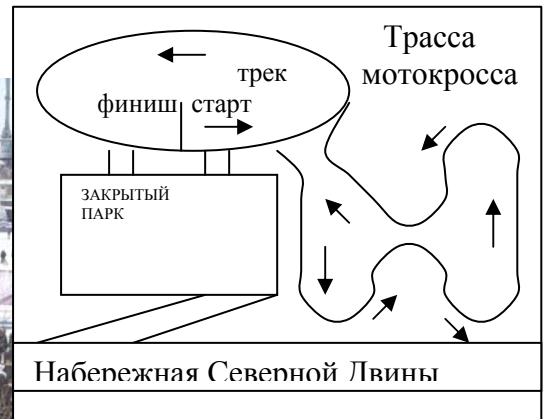 Трасса
мотокросса
трек
финиш старт
ЗАКРЫТЫЙ
ПАРК
Набережная Северной Двины